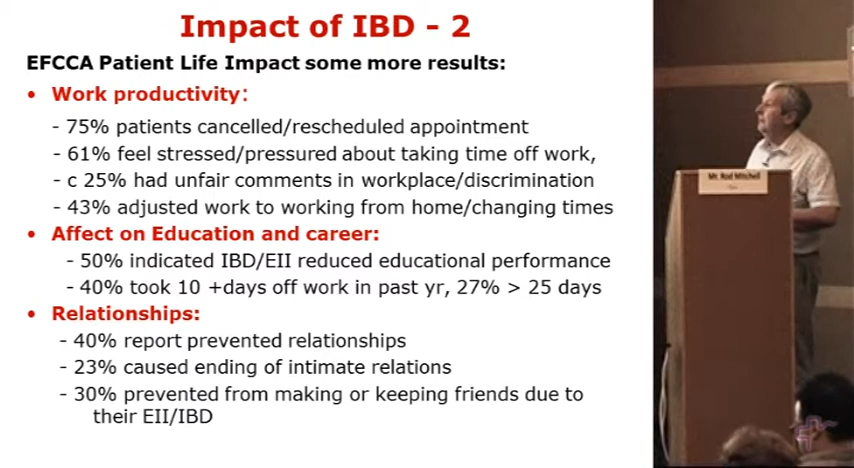 Impact of IBD - 2
EFCCA Patient Life Impact some more results:
• Work productivity:
- 75% patients cancelled/rescheduled appointment
- 61% feel stressed/pressured about taking time off work,
- c 25% had unfair comments in workplace/discrimination
- 43% adjusted work to working from home/changing times
• Affect on Education and career:
- 50% indicated IBD/EII reduced educational performance
- 40% took 10 +days off work in past yr, 27% > 25 days
• Relationships:
- 40% report prevented relationships
- 23% caused ending of intimate relations
- 30% prevented from making or keeping friends due to
their EII/IBD
Mr. Rod Mitchell